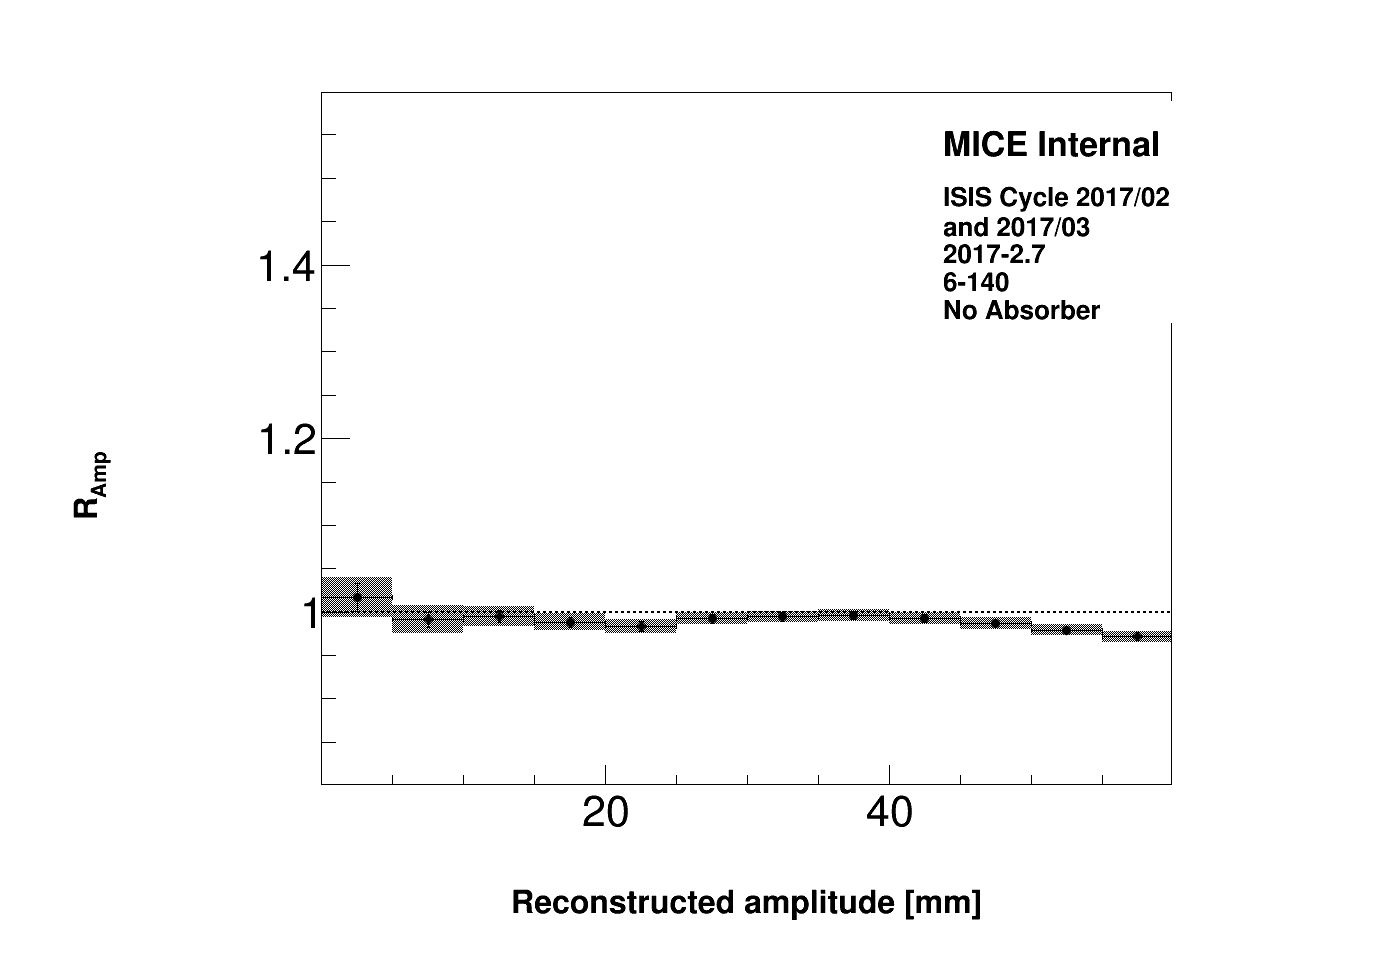 MICE Internal
ISIS Cycle 2017/02
and 2017/03
2017-2.7
6-140
No Absorber
1.4
1.2
1
R_Amp
20
40
Reconstructed amplitude [mm]